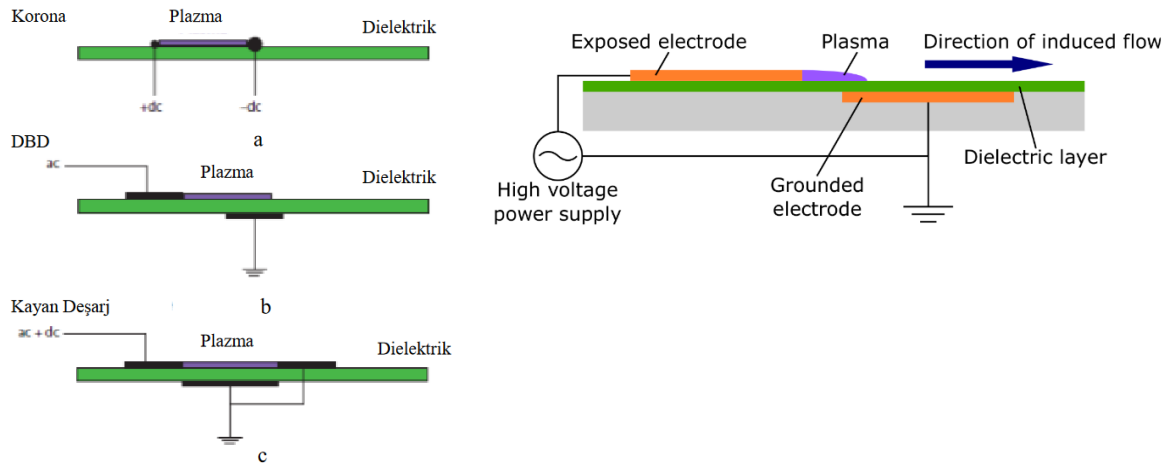 Korona
Plazma
Dielektrik
+dc
-dc
a
DBD
ac
Plazma
Dielektrik
b
Kayan Deşarj
ac + dc
Plazma
Dielektrik
c
Exposed electrode
Plasma
Direction of induced flow
High voltage
power supply
Grounded
electrode
Dielectric layer